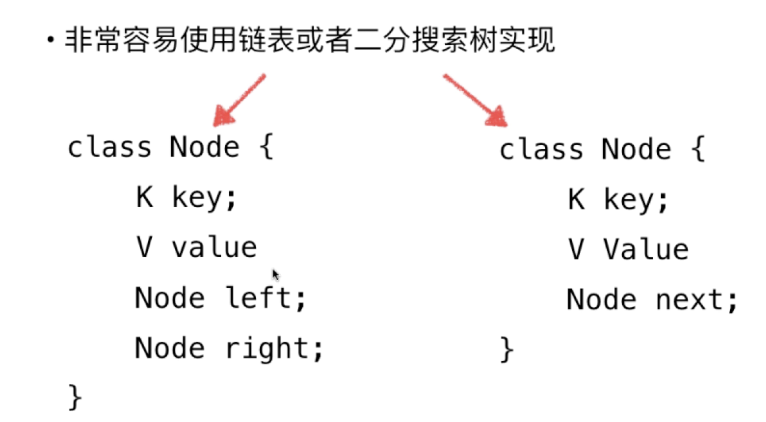 • 非常容易使用链表或者二分搜索树实现
class Node {
K key;
V value
Node left;
Node right;
}
class Node {
K key;
V Value
Node next;
}